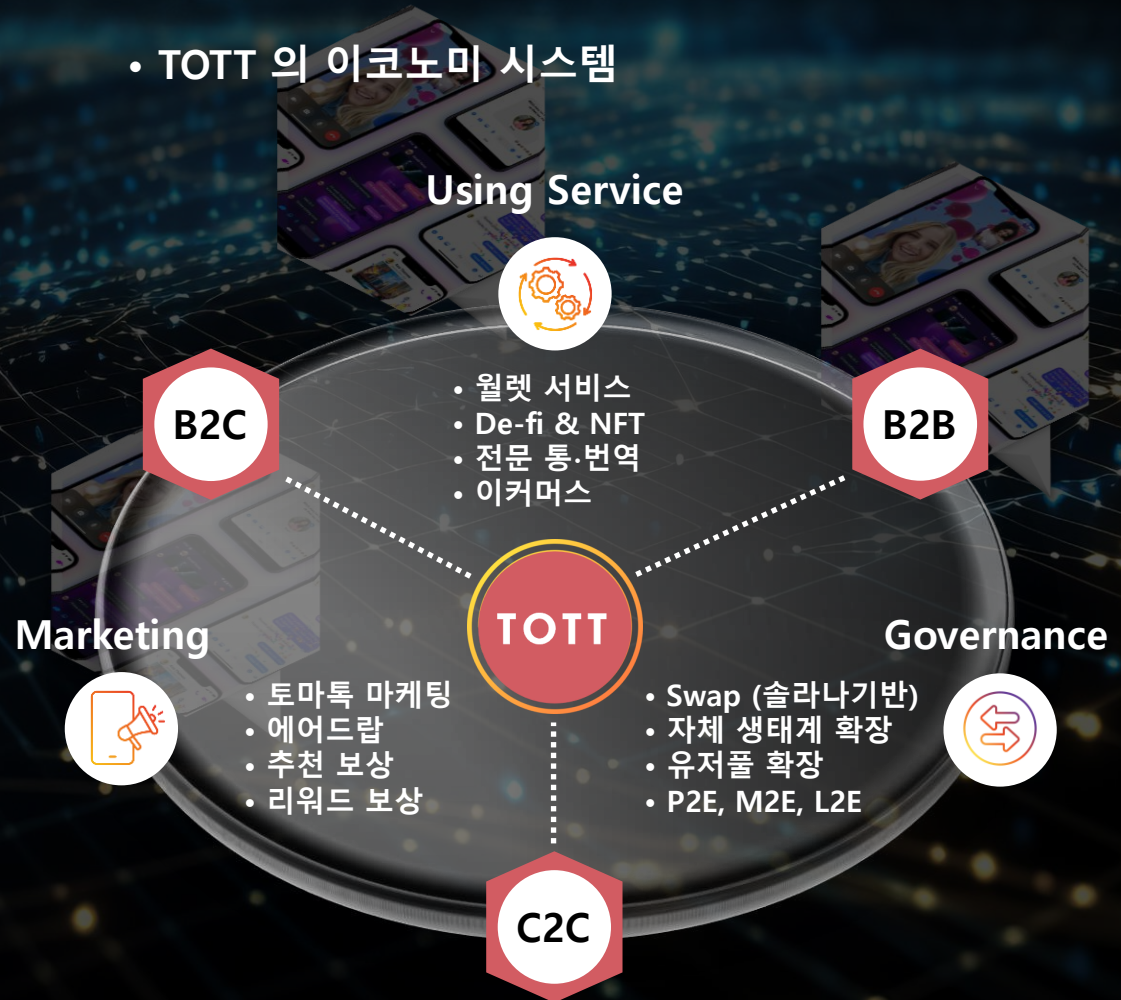 • TOTT 의 이코노미 시스템
Using Service
B2C
B2B
• 월렛 서비스
• De-fi & NFT
• 전문 통·번역
• 이커머스
TOTT
Marketing
• 토마톡 마케팅
• 에어드랍
• 추천 보상
• 리워드 보상
Governance
• Swap (솔라나기반)
• 자체 생태계 확장
• 유저풀 확장
• P2E, M2E, L2E
C2C